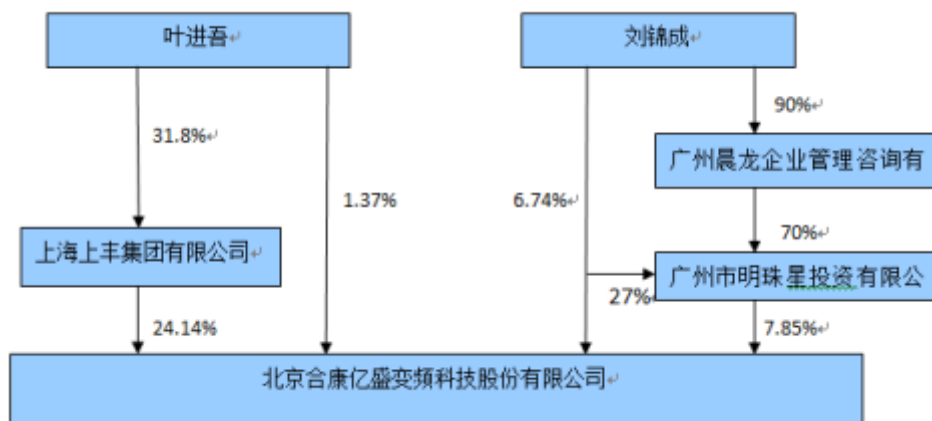 叶进吾
刘锦成
90%
31.8%
广州晨龙企业管理咨询有
1.37%
6.74%
70%
上海上丰集团有限公司
广州市明珠星投资有限公
27%
24.14%
7.85%
北京合康亿盛变频科技股份有限公司